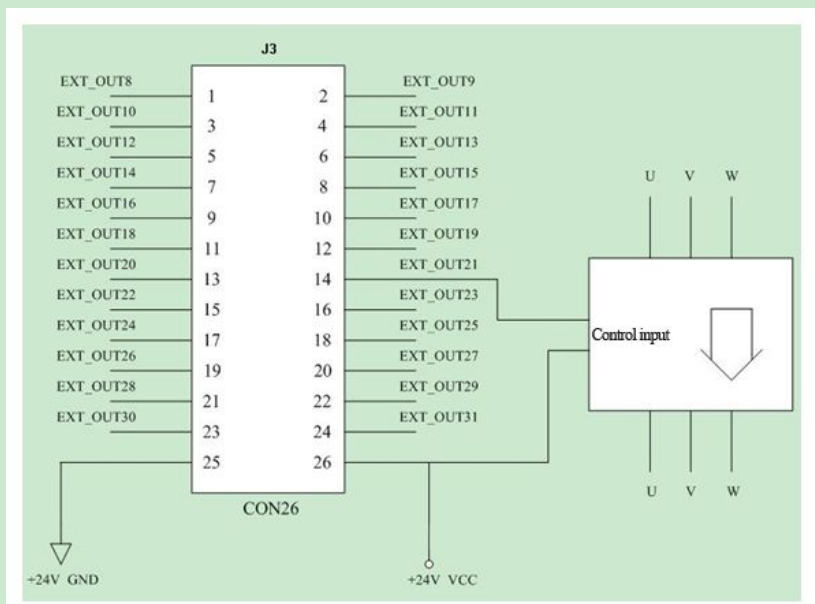 J3
EXT_OUT8 1 2 EXT_OUT9
EXT_OUT10 3 4 EXT_OUT11
EXT_OUT12 5 6 EXT_OUT13
EXT_OUT14 7 8 EXT_OUT15
EXT_OUT16 9 10 EXT_OUT17
EXT_OUT18 11 12 EXT_OUT19
EXT_OUT20 13 14 EXT_OUT21
EXT_OUT22 15 16 EXT_OUT23
EXT_OUT24 17 18 EXT_OUT25
EXT_OUT26 19 20 EXT_OUT27
EXT_OUT28 21 22 EXT_OUT29
EXT_OUT30 23 24 EXT_OUT31
25 26
CON26
+24V GND
+24V VCC
U V W
Control input
U V W